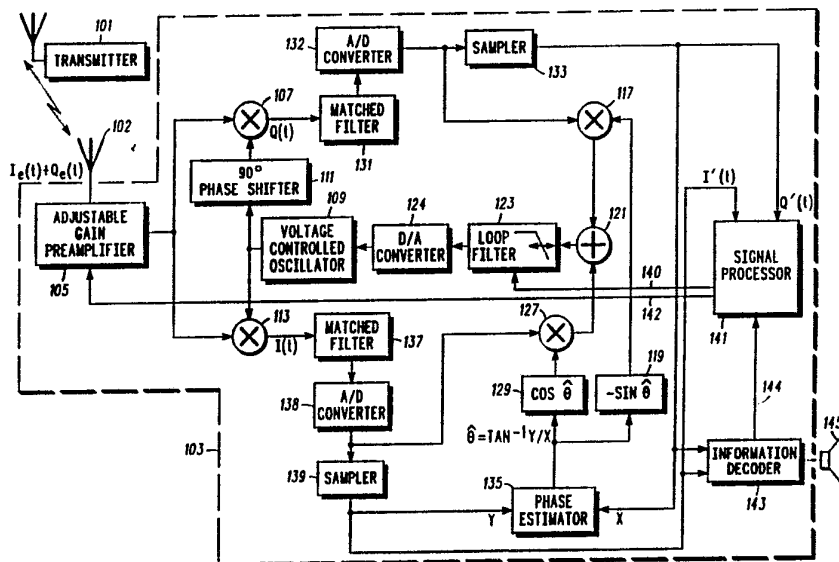 101
TRANSMITTER
132
A/D
CONVERTER
SAMPLER
133
102
107
Q(t)
MATCHED
FILTER
131
117
Ie(t)+Qe(t)
90°
PHASE SHIFTER
111
I'(t)
Q'(t)
ADJUSTABLE
GAIN
PREAMPLIFIER
105
109
VOLTAGE
CONTROLLED
OSCILLATOR
124
D/A
CONVERTER
123
LOOP
FILTER
121
SIGNAL
PROCESSOR
141
140
142
113
I(t)
MATCHED
FILTER
137
127
119
129
COS θ̂
-SIN θ̂
144
138
A/D
CONVERTER
θ̂=TAN⁻¹Y/X
145
103
139
SAMPLER
135
PHASE
ESTIMATOR
Y
X
INFORMATION
DECODER
143